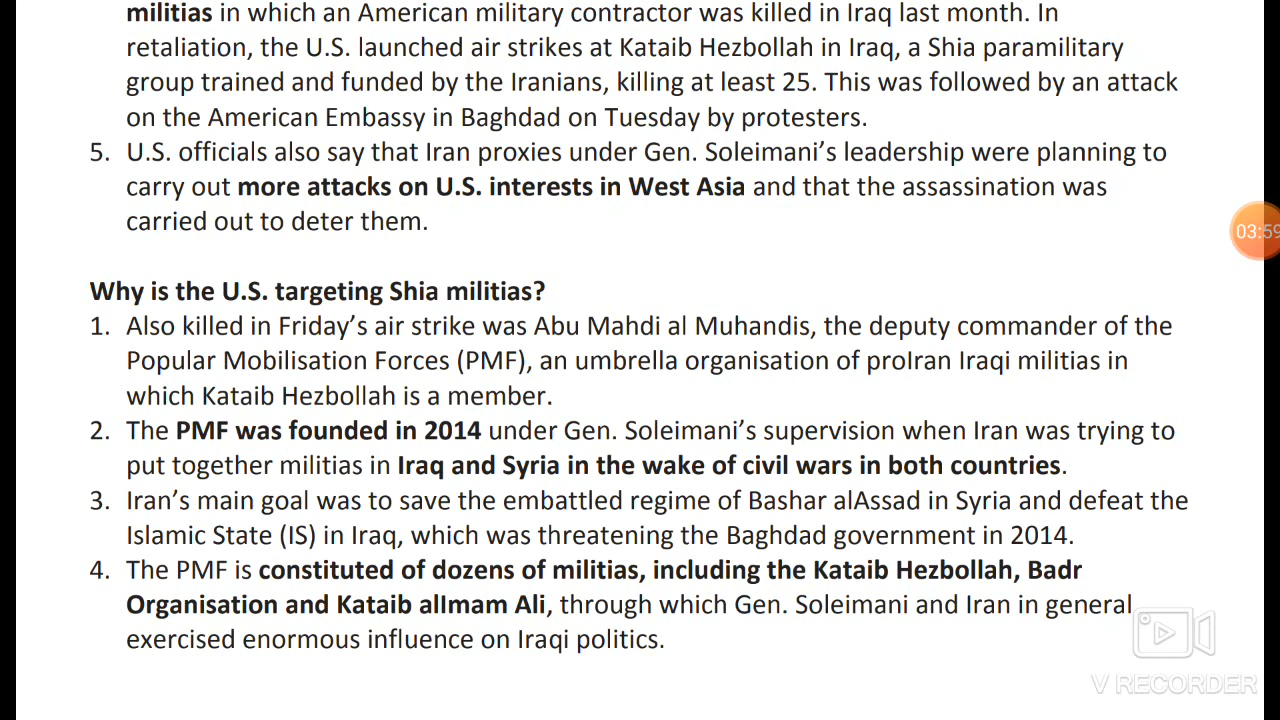 militias in which an American military contractor was killed in Iraq last month. In
retaliation, the U.S. launched air strikes at Kataib Hezbollah in Iraq, a Shia paramilitary
group trained and funded by the Iranians, killing at least 25. This was followed by an attack
on the American Embassy in Baghdad on Tuesday by protesters.
5. U.S. officials also say that Iran proxies under Gen. Soleimani's leadership were planning to
carry out more attacks on U.S. interests in West Asia and that the assassination was
carried out to deter them.
03:59
Why is the U.S. targeting Shia militias?
1. Also killed in Friday's air strike was Abu Mahdi al Muhandis, the deputy commander of the
Popular Mobilisation Forces (PMF), an umbrella organisation of proIran Iraqi militias in
which Kataib Hezbollah is a member.
2. The PMF was founded in 2014 under Gen. Soleimani's supervision when Iran was trying to
put together militias in Iraq and Syria in the wake of civil wars in both countries.
3. Iran's main goal was to save the embattled regime of Bashar alAssad in Syria and defeat the
Islamic State (IS) in Iraq, which was threatening the Baghdad government in 2014.
4. The PMF is constituted of dozens of militias, including the Kataib Hezbollah, Badr
Organisation and Kataib alImam Ali, through which Gen. Soleimani and Iran in general
exercised enormous influence on Iraqi politics.
V RECORDER